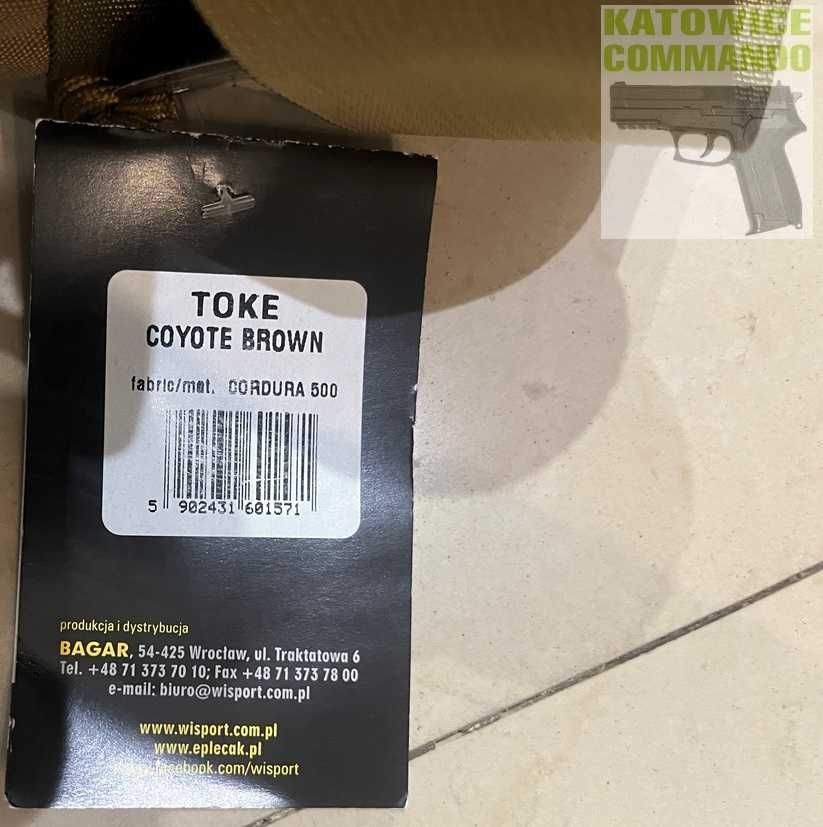 KATOWICE
COMMANDO
TOKE
COYOTE BROWN
fabric/mat. CORDURA 500
5 902431 601571
produkcja i dystrybucja
BAGAR, 54-425 Wrocław, ul. Traktatowa 6
Tel. +48 71 373 70 10; Fax +48 71 373 78 00
e-mail: biuro@wisport.com.pl
www.wisport.com.pl
www.eplecak.pl
facebook.com/wisport